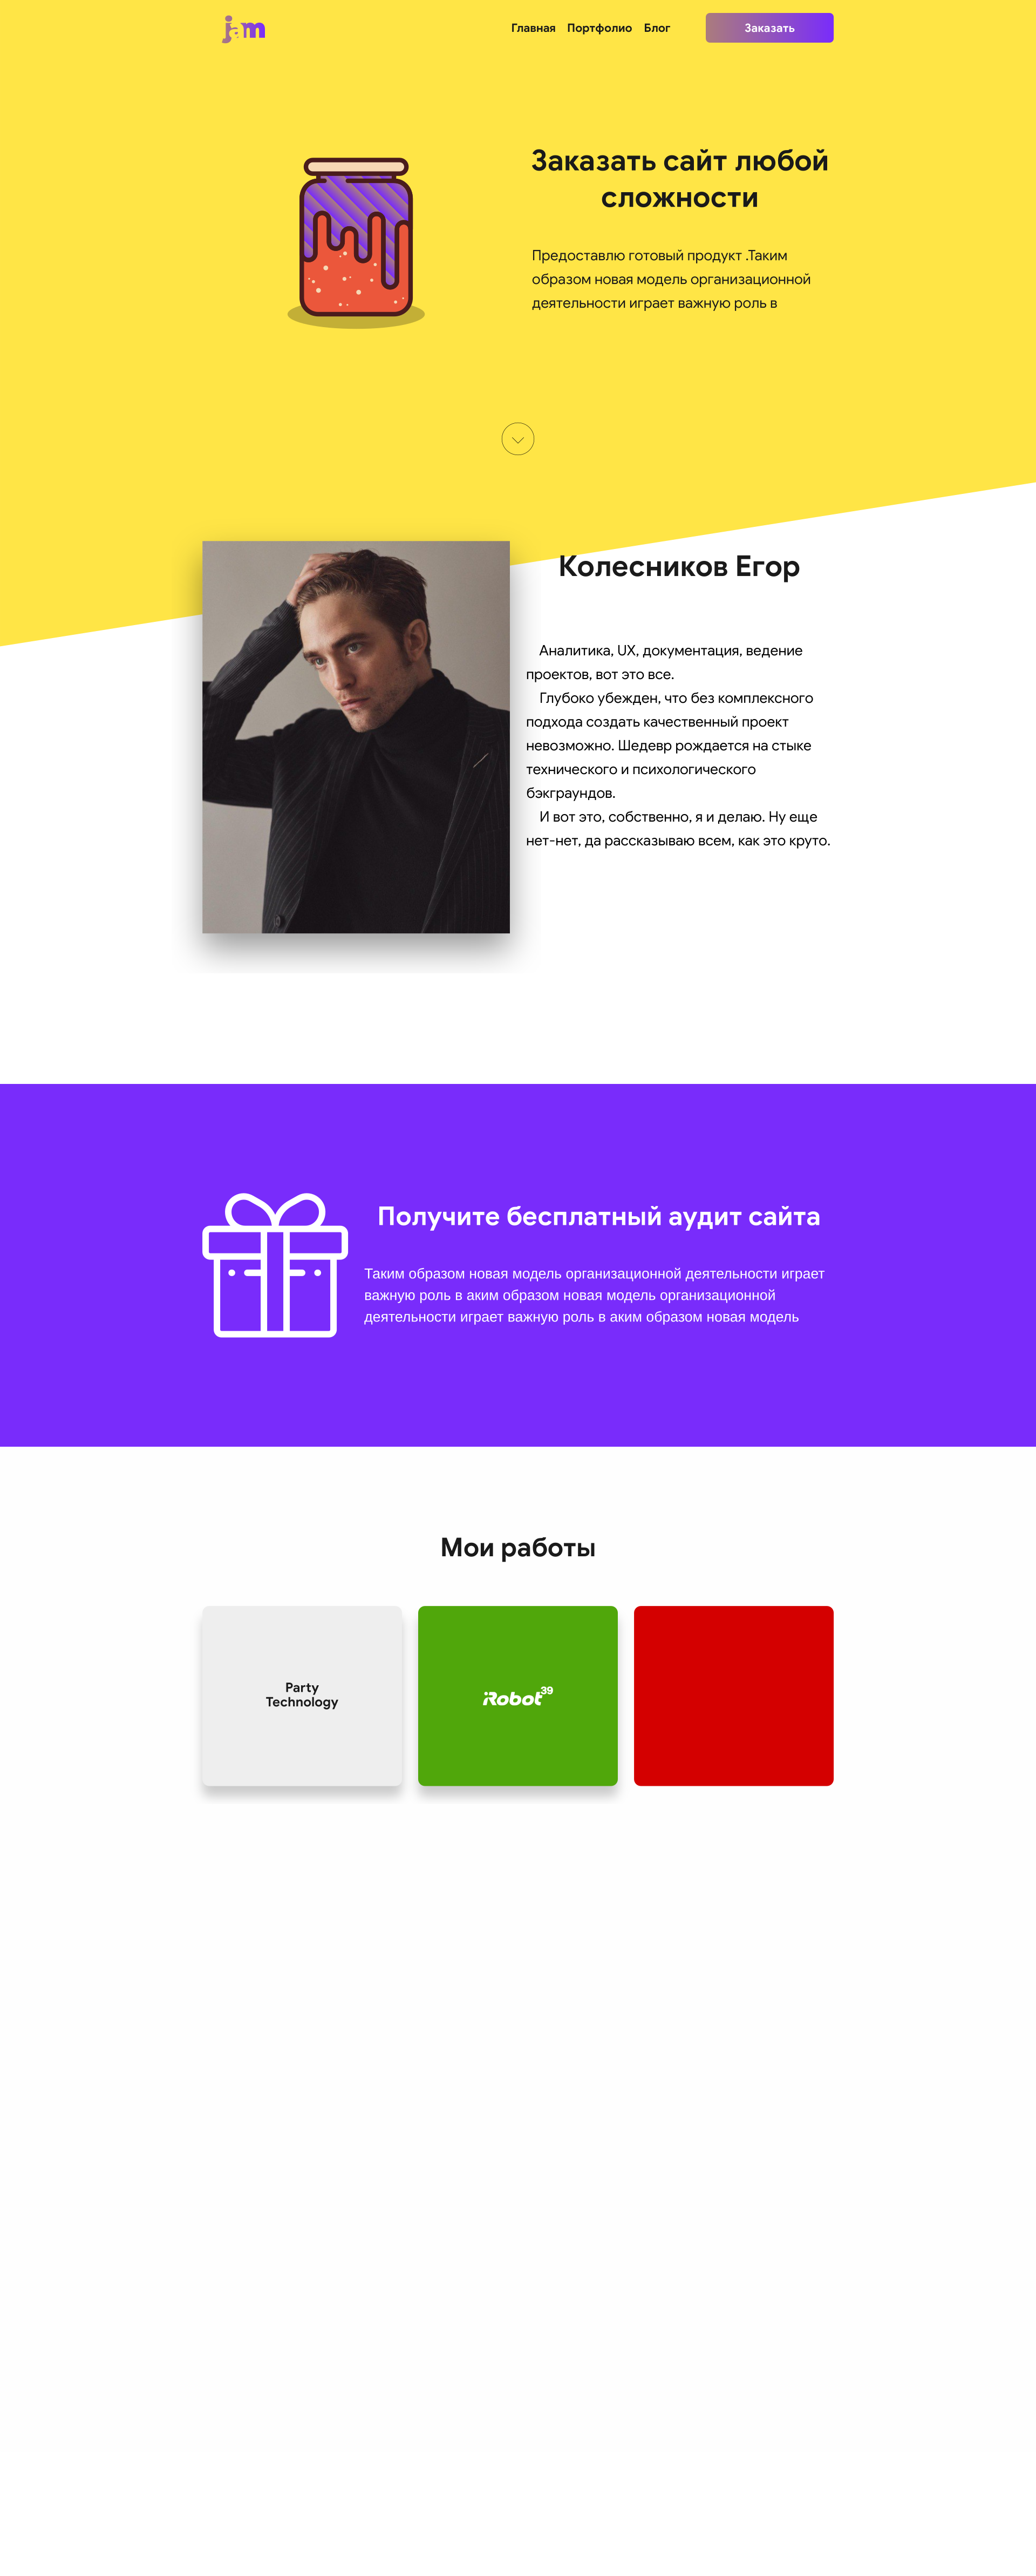 jam
Главная Портфолио Блог Заказать
Заказать сайт любой
сложности
Предоставлю готовый продукт .Таким
образом новая модель организационной
деятельности играет важную роль в
Колесников Егор
Аналитика, UX, документация, ведение
проектов, вот это все.
Глубоко убежден, что без комплексного
подхода создать качественный проект
невозможно. Шедевр рождается на стыке
технического и психологического
бэкграундов.
И вот это, собственно, я и делаю. Ну еще
нет-нет, да рассказываю всем, как это круто.
Получите бесплатный аудит сайта
Таким образом новая модель организационной деятельности играет
важную роль в аким образом новая модель организационной
деятельности играет важную роль в аким образом новая модель
Мои работы
Party
Technology
iRobot39